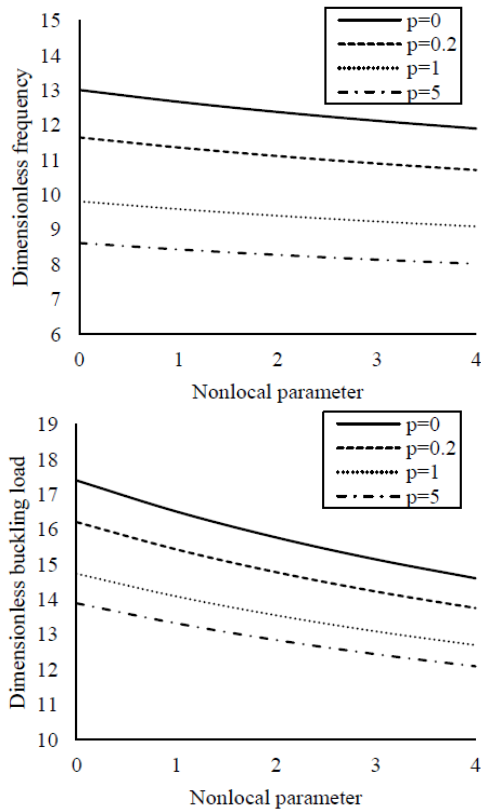 15
14
13
12
11
10
9
8
7
6
Dimensionless frequency
p=0
p=0.2
p=1
p=5
0 1 2 3 4
Nonlocal parameter
19
18
17
16
15
14
13
12
11
10
Dimensionless buckling load
p=0
p=0.2
p=1
p=5
0 1 2 3 4
Nonlocal parameter